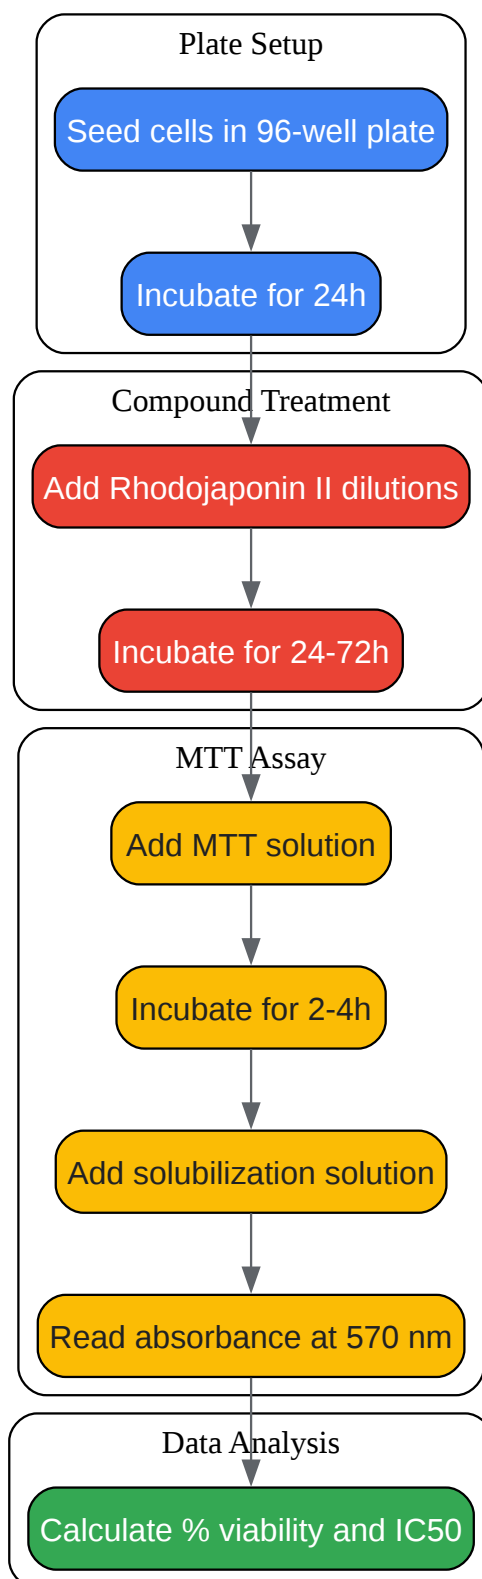 Plate Setup
Seed cells in 96-well plate
Incubate for 24h
Compound Treatment
Add Rhodojaponin II dilutions
Incubate for 24-72h
MTT Assay
Add MTT solution
Incubate for 2-4h
Add solubilization solution
Read absorbance at 570 nm
Data Analysis
Calculate % viability and IC50